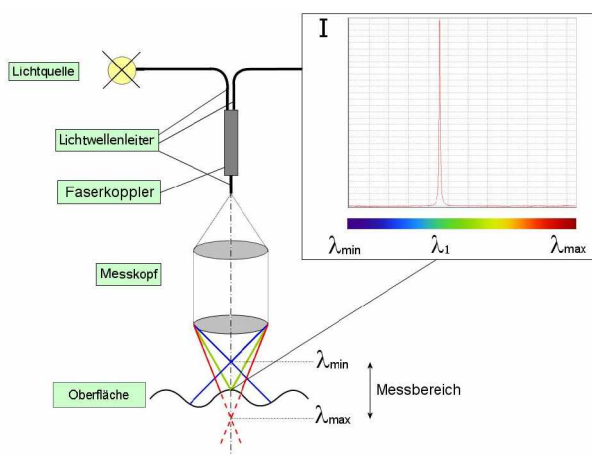 I
Lichtquelle
Lichtwellenleiter
Faserkoppler
λmin λ1 λmax
Messkopf
λmin
Messbereich
Oberfläche
λmax